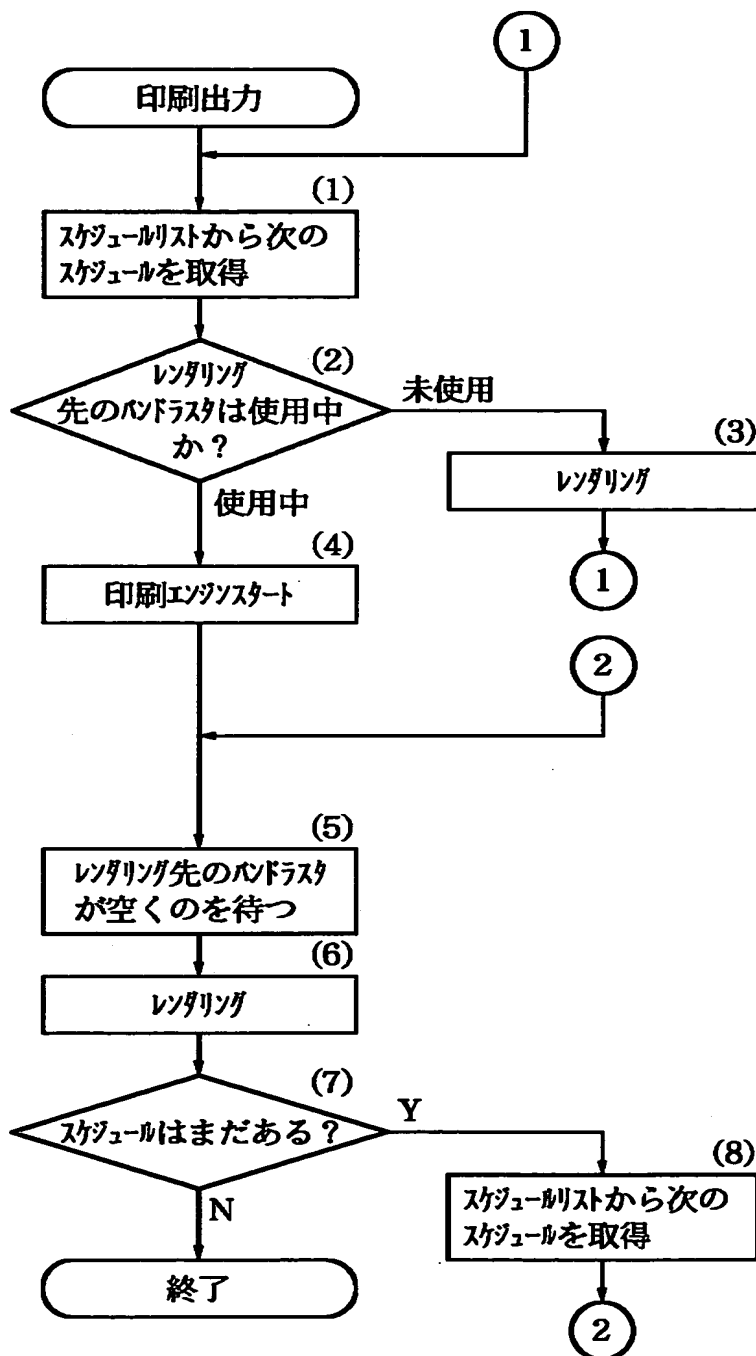 1
印刷出力
(1)
スケジュールリストから次の
スケジュールを取得
(2)
レンダリング
先のバンドラスタは使用中
か?
未使用
(3)
レンダリング
1
使用中
(4)
印刷エンジンスタート
2
(5)
レンダリング先のバンドラスタ
が空くのを待つ
(6)
レンダリング
(7)
スケジュールはまだある?
Y
(8)
スケジュールリストから次の
スケジュールを取得
2
N
終了